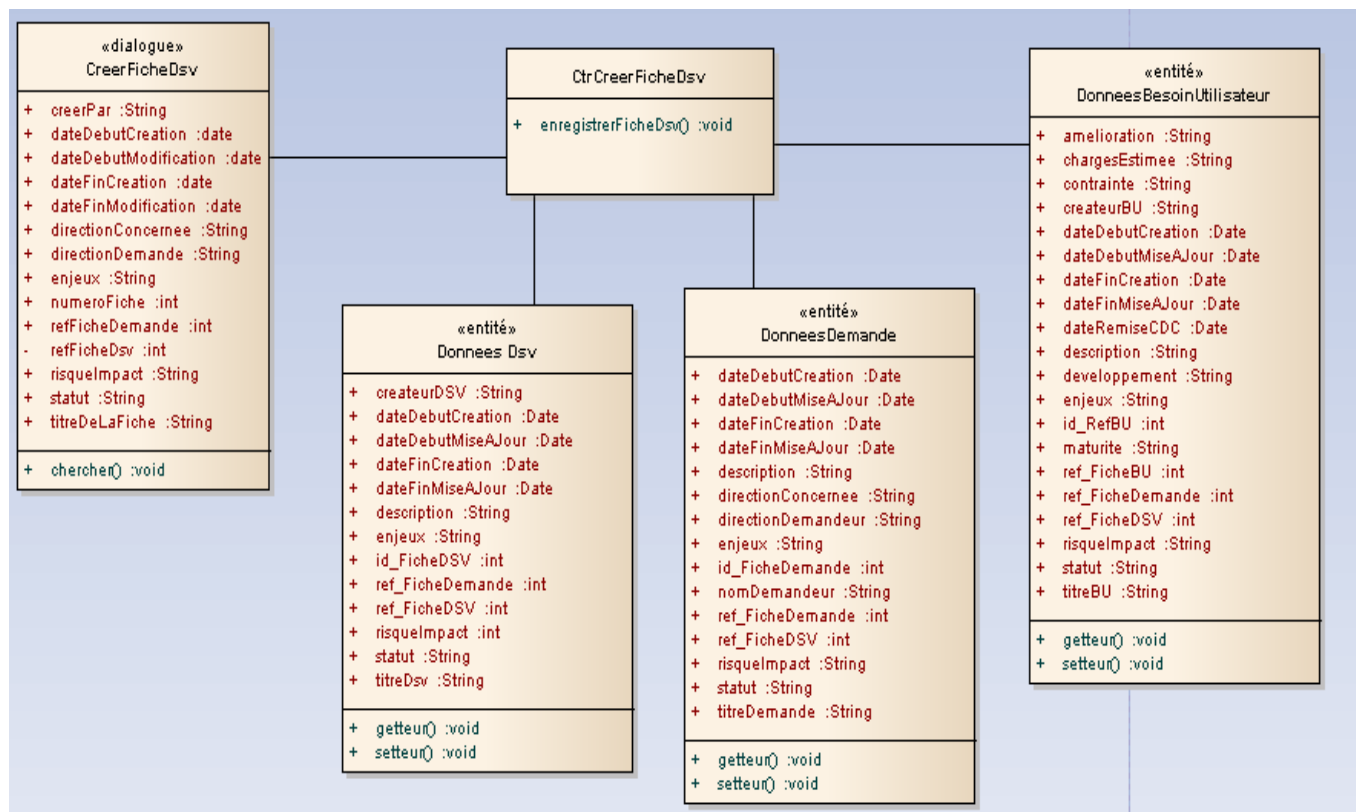 «dialogue»
CreerFicheDsv
+ creerPar :String
+ dateDebutCreation :date
+ dateDebutModification :date
+ dateFinCreation :date
+ dateFinModification :date
+ directionConcernee :String
+ directionDemande :String
+ enjeux :String
+ numeroFiche :int
+ refFicheDemande :int
- refFicheDsv :int
+ risqueImpact :String
+ statut :String
+ titreDeLaFiche :String
+ chercher() :void
CtrCreerFicheDsv
+ enregistrerFicheDsv() :void
«entité»
Donnees Dsv
+ createurDSV :String
+ dateDebutCreation :Date
+ dateDebutMiseAJour :Date
+ dateFinCreation :Date
+ dateFinMiseAJour :Date
+ description :String
+ enjeux :String
+ id_FicheDSV :int
+ ref_FicheDemande :int
+ ref_FicheDSV :int
+ risqueImpact :int
+ statut :String
+ titreDsv :String
+ getteur() :void
+ setteur() :void
«entité»
DonneesDemande
+ dateDebutCreation :Date
+ dateDebutMiseAJour :Date
+ dateFinCreation :Date
+ dateFinMiseAJour :Date
+ description :String
+ directionConcernee :String
+ directionDemandeur :String
+ enjeux :String
+ id_FicheDemande :int
+ nomDemandeur :String
+ ref_FicheDemande :int
+ ref_FicheDSV :int
+ risqueImpact :String
+ statut :String
+ titreDemande :String
+ getteur() :void
+ setteur() :void
«entité»
DonneesBesoinUtilisateur
+ amelioration :String
+ chargesEstimee :String
+ contrainte :String
+ createurBU :String
+ dateDebutCreation :Date
+ dateDebutMiseAJour :Date
+ dateFinCreation :Date
+ dateFinMiseAJour :Date
+ dateRemiseCDC :Date
+ description :String
+ developpement :String
+ enjeux :String
+ id_RefBU :int
+ maturite :String
+ ref_FicheBU :int
+ ref_FicheDemande :int
+ ref_FicheDSV :int
+ risqueImpact :String
+ statut :String
+ titreBU :String
+ getteur() :void
+ setteur() :void